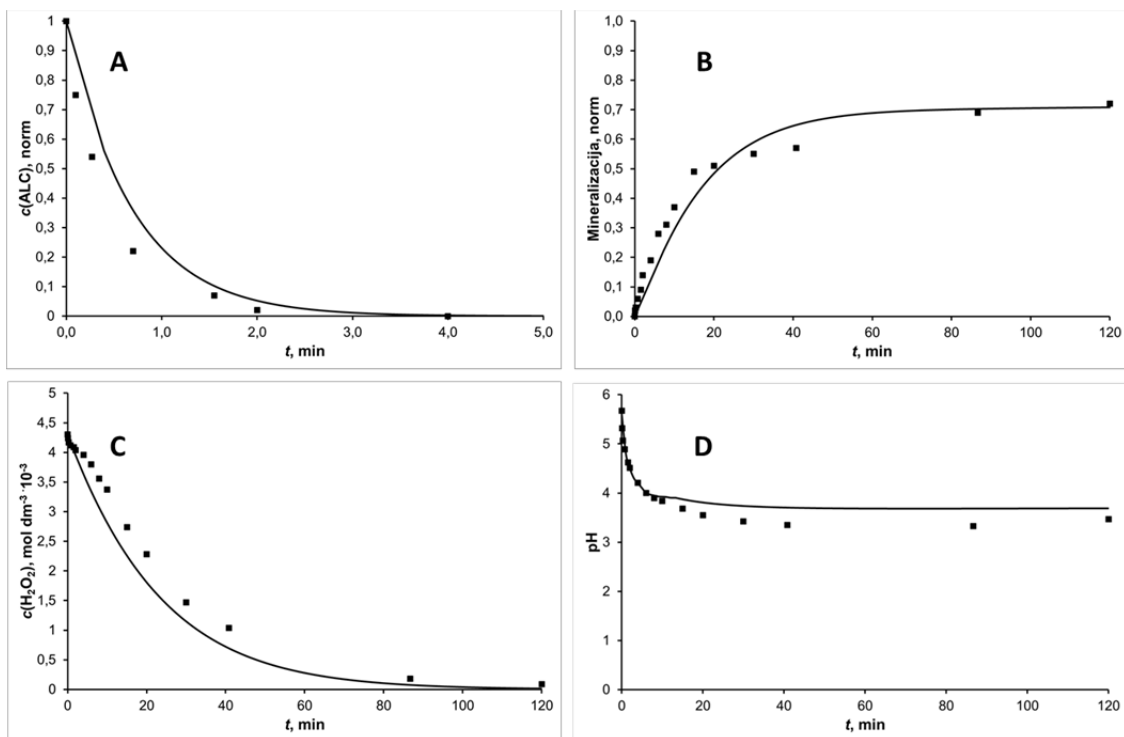 A
1
0,9
0,8
0,7
0,6
0,5
0,4
0,3
0,2
0,1
0
c(ALC), norm
0,0 1,0 2,0 3,0 4,0 5,0
t, min
B
1,0
0,9
0,8
0,7
0,6
0,5
0,4
0,3
0,2
0,1
0,0
Mineralizacija, norm
0 20 40 60 80 100 120
t, min
C
5
4,5
4
3,5
3
2,5
2
1,5
1
0,5
0
c(H₂O₂), mol dm⁻³ ·10⁻³
0 20 40 60 80 100 120
t, min
D
6
5
4
3
2
1
0
pH
0 20 40 60 80 100 120
t, min